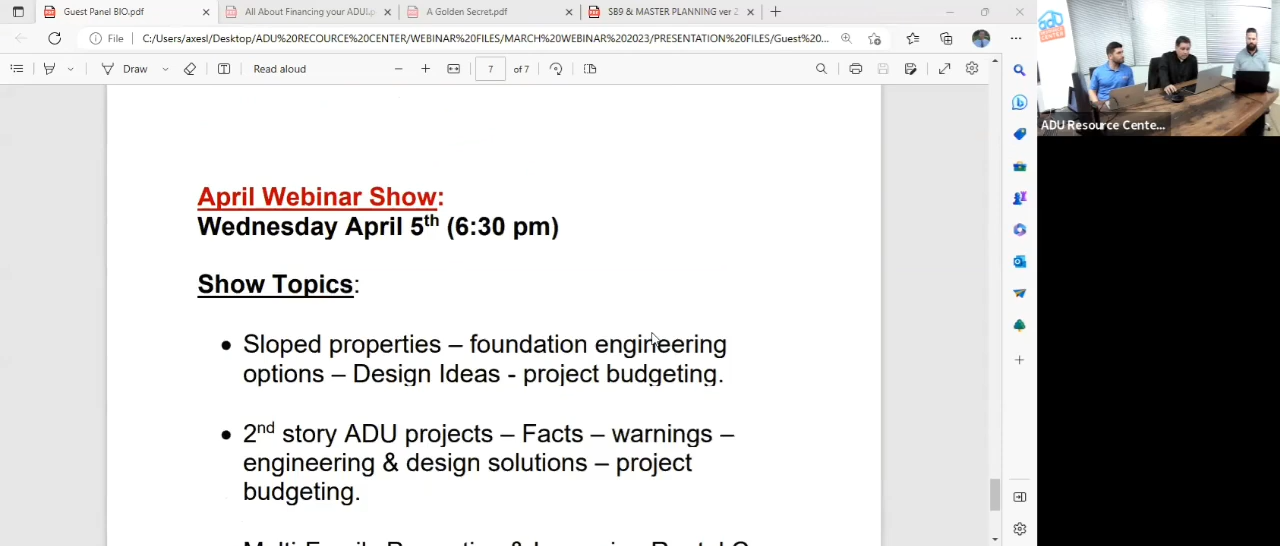 Guest Panel BIO.pdf
All About Financing your ADU!.p
A Golden Secret.pdf
SB9 & MASTER PLANNING ver 2
File
C:/Users/axesl/Desktop/ADU%20RECOURCE%20CENTER/WEBINAR%20FILES/MARCH%20WEBINAR%202023/PRESENTATION%20FILES/Guest%20...
Draw
Read aloud
7
of 7
adu
CENTER
ADU Resource Cente...
April Webinar Show:
Wednesday April 5th (6:30 pm)
Show Topics:
• Sloped properties – foundation engineering
options – Design Ideas - project budgeting.
• 2nd story ADU projects – Facts – warnings –
engineering & design solutions – project
budgeting.